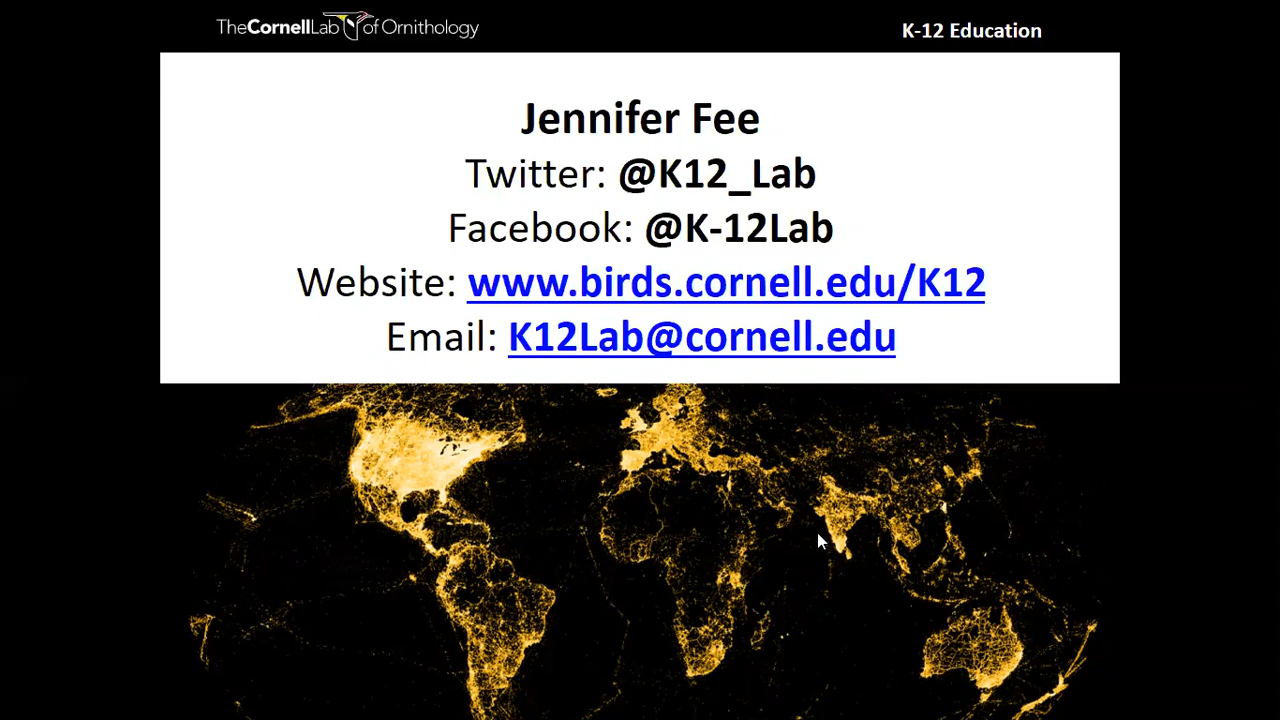 TheCornellLab of Ornithology
K-12 Education
Jennifer Fee
Twitter: @K12_Lab
Facebook: @K-12Lab
Website: www.birds.cornell.edu/K12
Email: K12Lab@cornell.edu